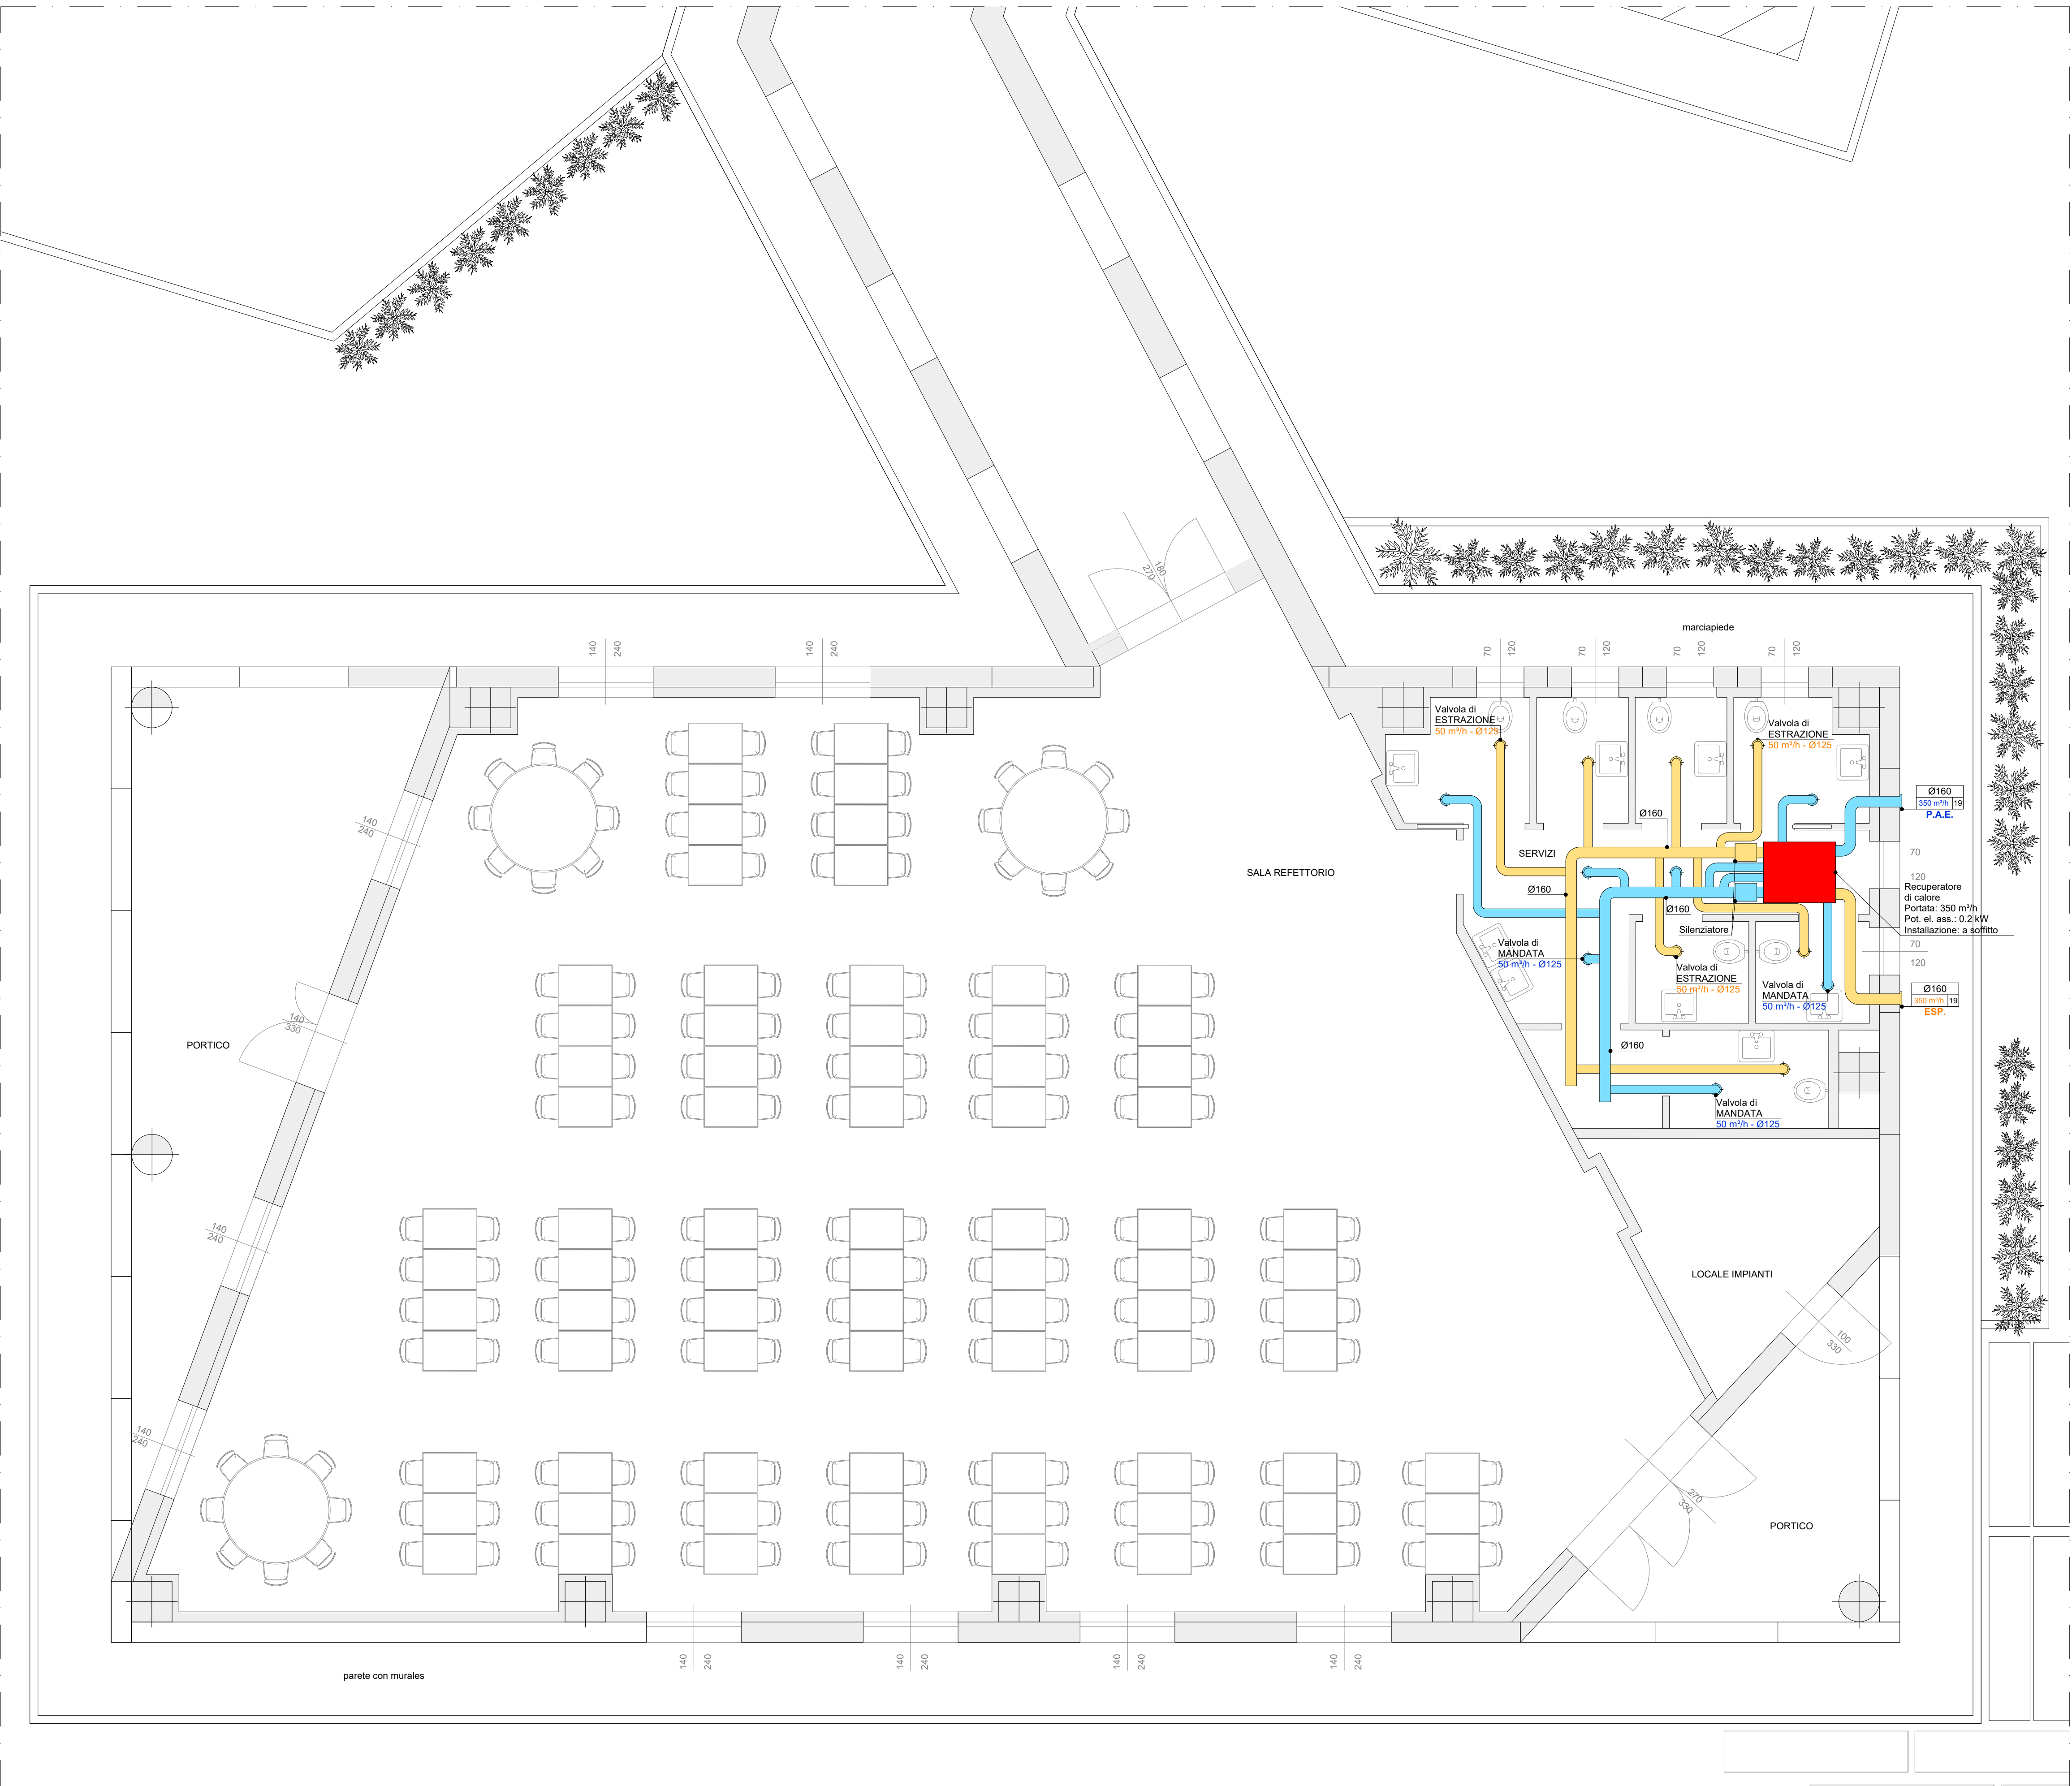 180
270
marciapiede
140
240
140
240
70
120
70
120
70
120
70
120
Valvola di
ESTRAZIONE
50 m³/h - Ø125
Valvola di
ESTRAZIONE
50 m³/h - Ø125
Ø160
350 m³/h 19
P.A.E.
140
240
Ø160
SERVIZI
70
120
SALA REFETTORIO
Ø160
Ø160
Recuperatore
di calore
Portata: 350 m³/h
Pot. el. ass.: 0.2 kW
Installazione: a soffitto
Silenziatore
70
120
Valvola di
MANDATA
50 m³/h - Ø125
Valvola di
ESTRAZIONE
50 m³/h - Ø125
Valvola di
MANDATA
50 m³/h - Ø125
Ø160
350 m³/h 19
ESP.
140
330
PORTICO
Ø160
Valvola di
MANDATA
50 m³/h - Ø125
140
240
LOCALE IMPIANTI
100
330
140
240
270
330
PORTICO
140
240
140
240
140
240
140
240
parete con murales